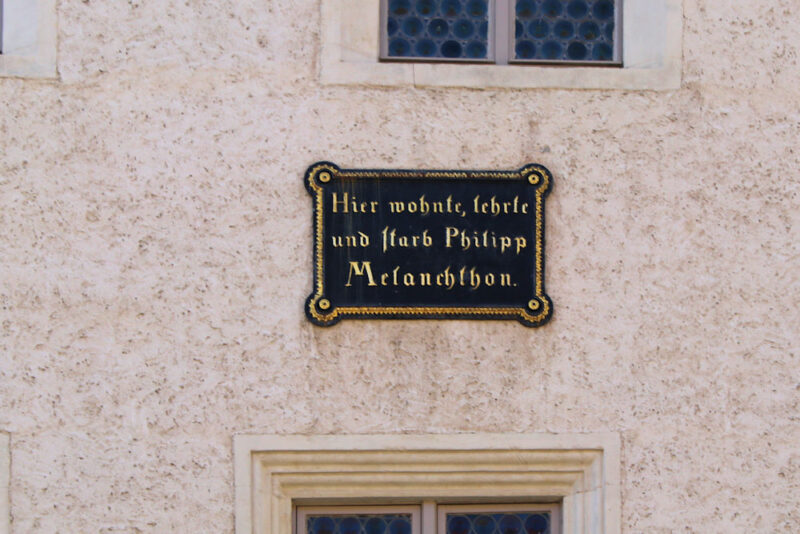 Hier wohnte, lehrte
und ſtarb Philipp
Melanchthon.